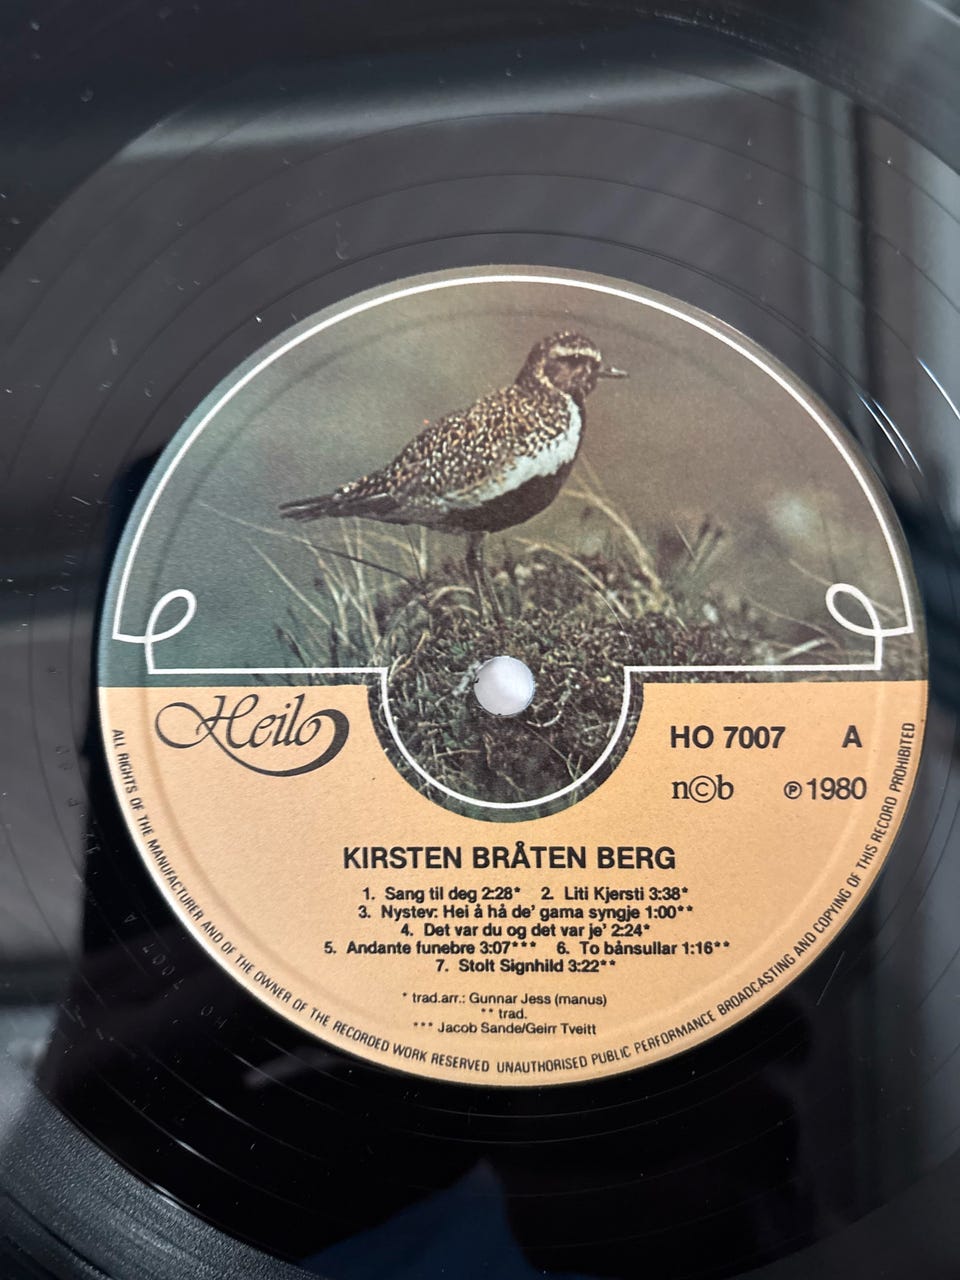 Heilo
HO 7007 A
n©b ℗1980
KIRSTEN BRÅTEN BERG
1. Sang til deg 2:28* 2. Liti Kjersti 3:38*
3. Nystev: Hei å hå de' gama syngje 1:00**
4. Det var du og det var je' 2:24*
5. Andante funebre 3:07*** 6. To bånsullar 1:16**
7. Stolt Signhild 3:22**
* trad.arr.: Gunnar Jess (manus)
** trad.
*** Jacob Sande/Geirr Tveitt
ALL RIGHTS OF THE MANUFACTURER AND OF THE OWNER OF THE RECORDED WORK RESERVED UNAUTHORISED PUBLIC PERFORMANCE BROADCASTING AND COPYING OF THIS RECORD PROHIBITED